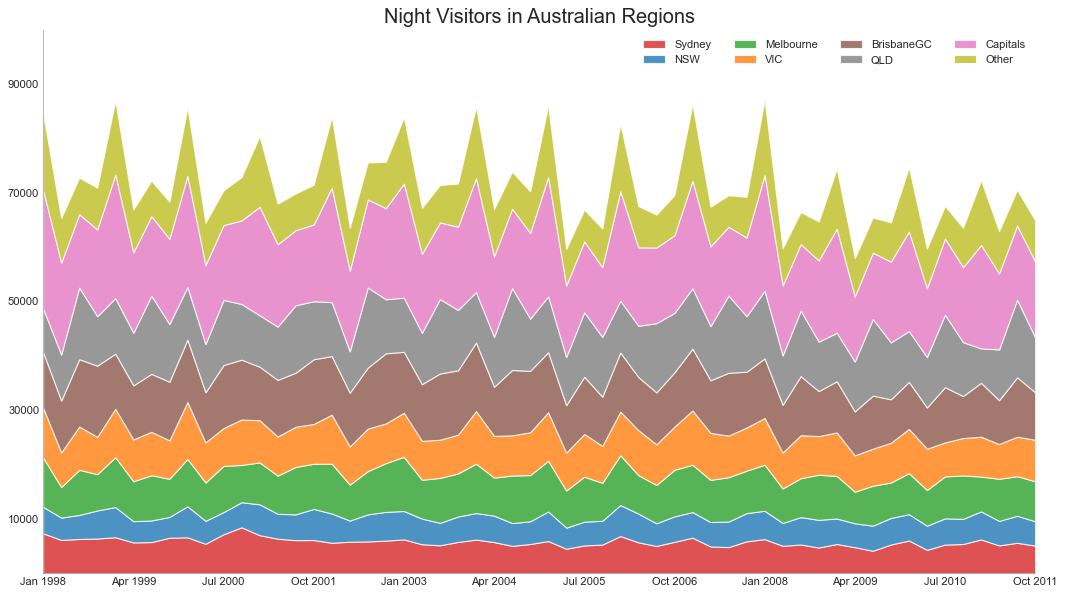 Night Visitors in Australian Regions
Sydney Melbourne BrisbaneGC Capitals
NSW VIC QLD Other
90000
70000
50000
30000
10000
Jan 1998 Apr 1999 Jul 2000 Oct 2001 Jan 2003 Apr 2004 Jul 2005 Oct 2006 Jan 2008 Apr 2009 Jul 2010 Oct 2011